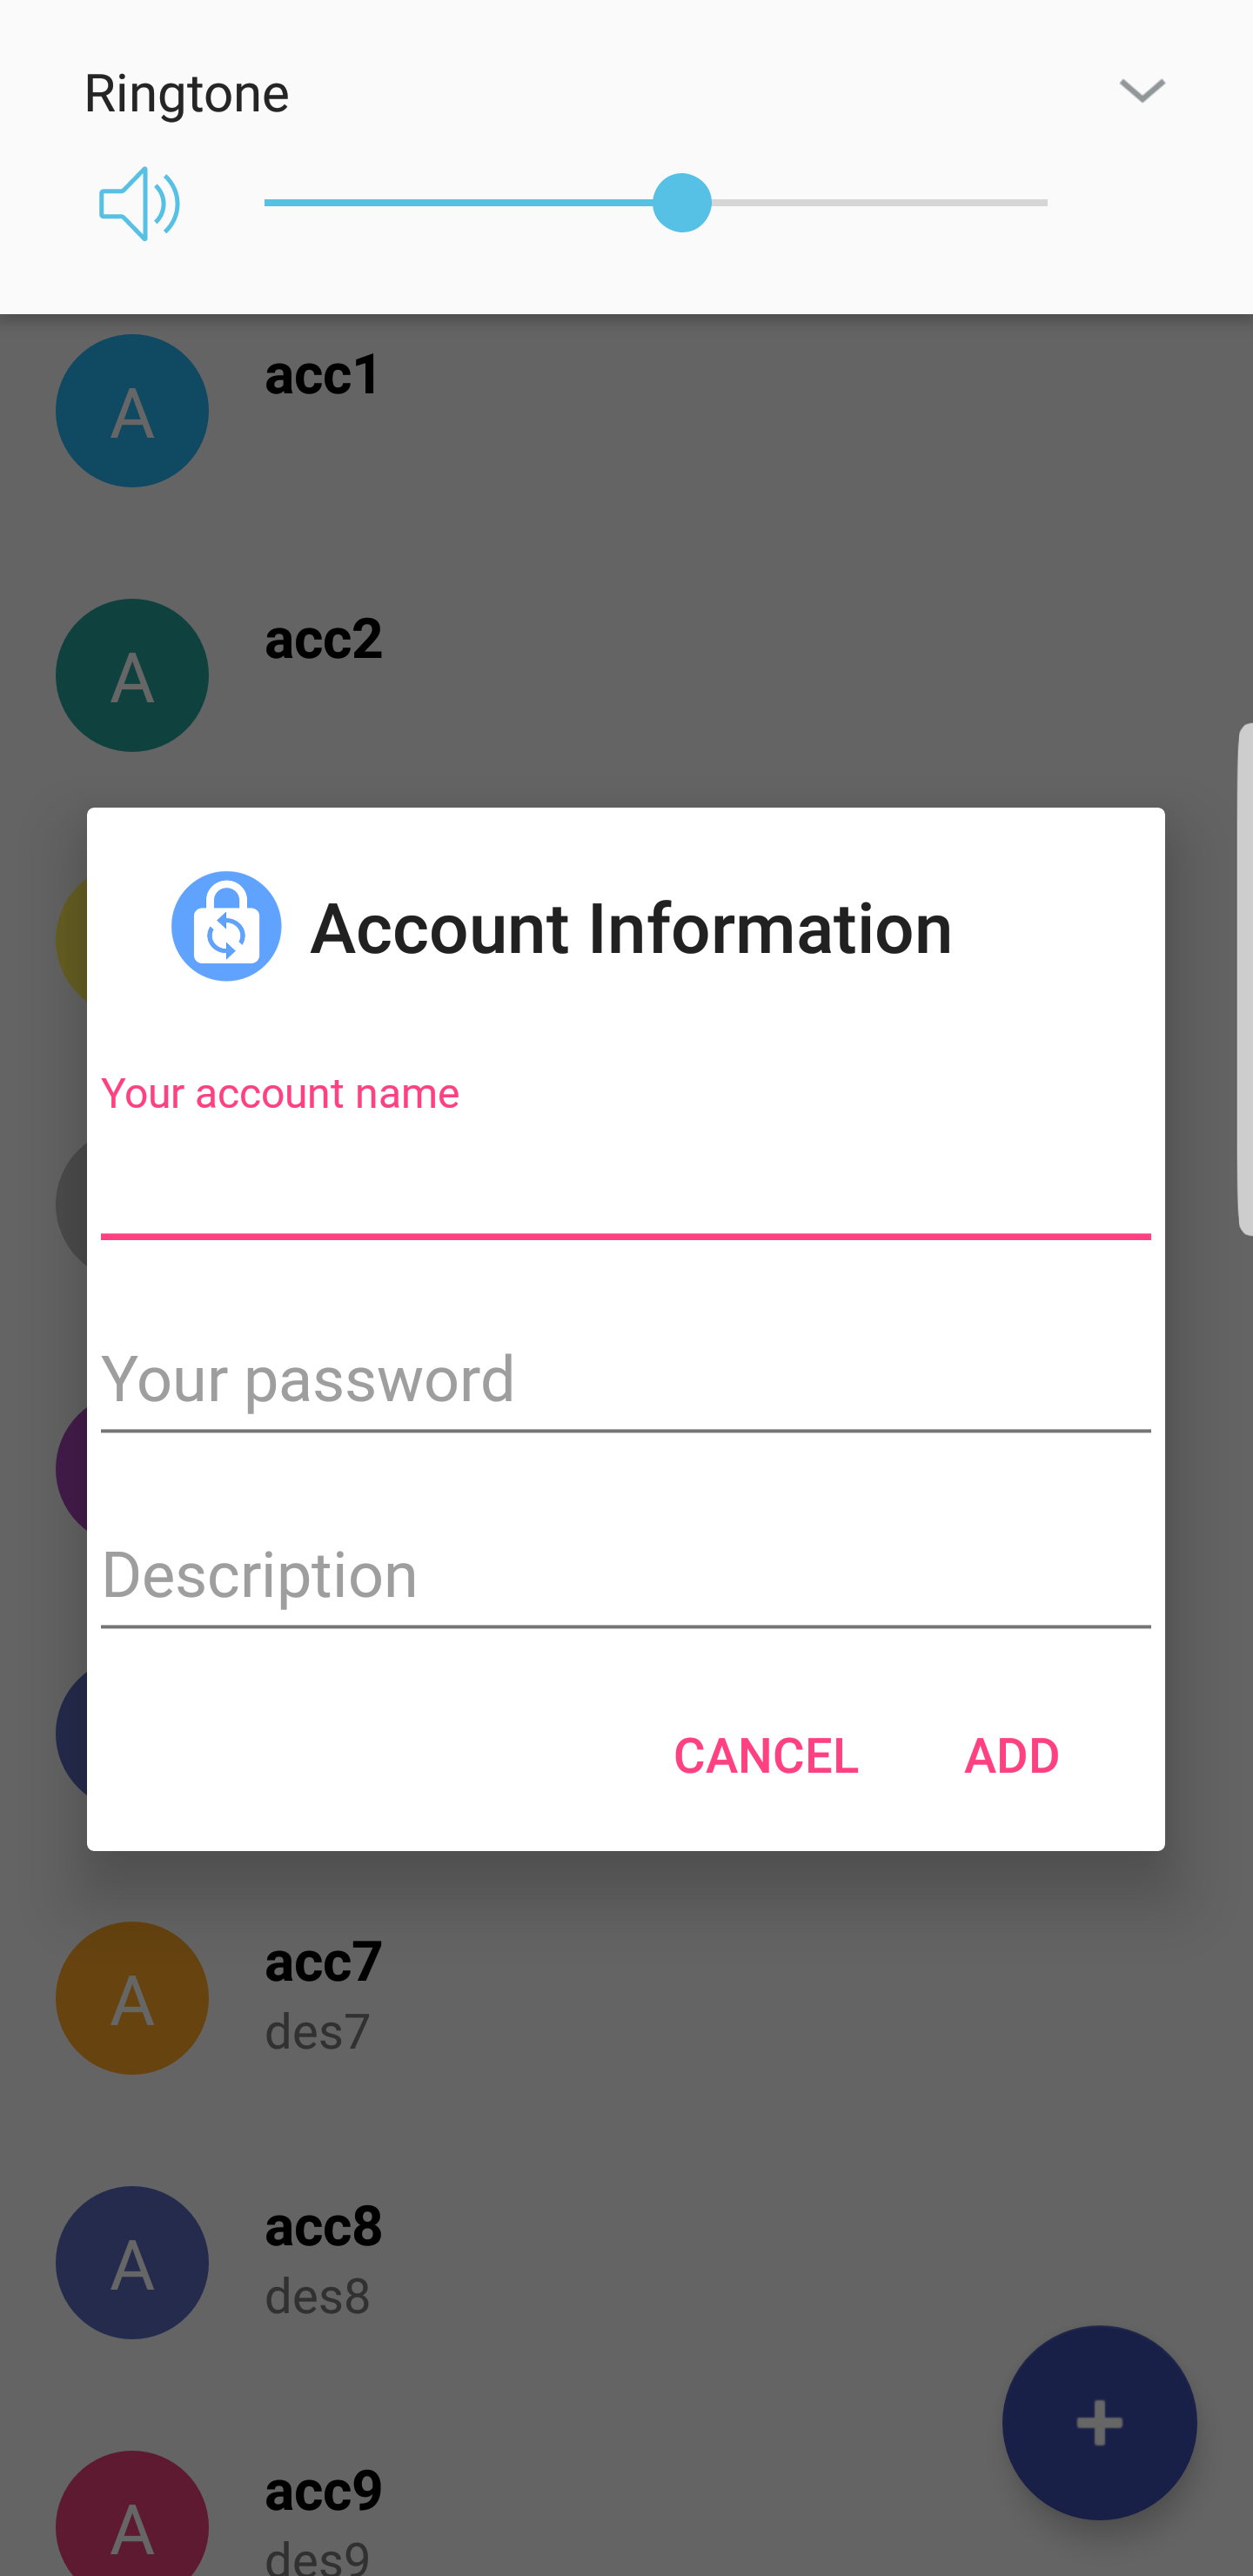 Ringtone
A
acc1
A
acc2
Account Information
Your account name
Your password
Description
CANCEL
ADD
A
acc7
des7
A
acc8
des8
A
acc9
des9